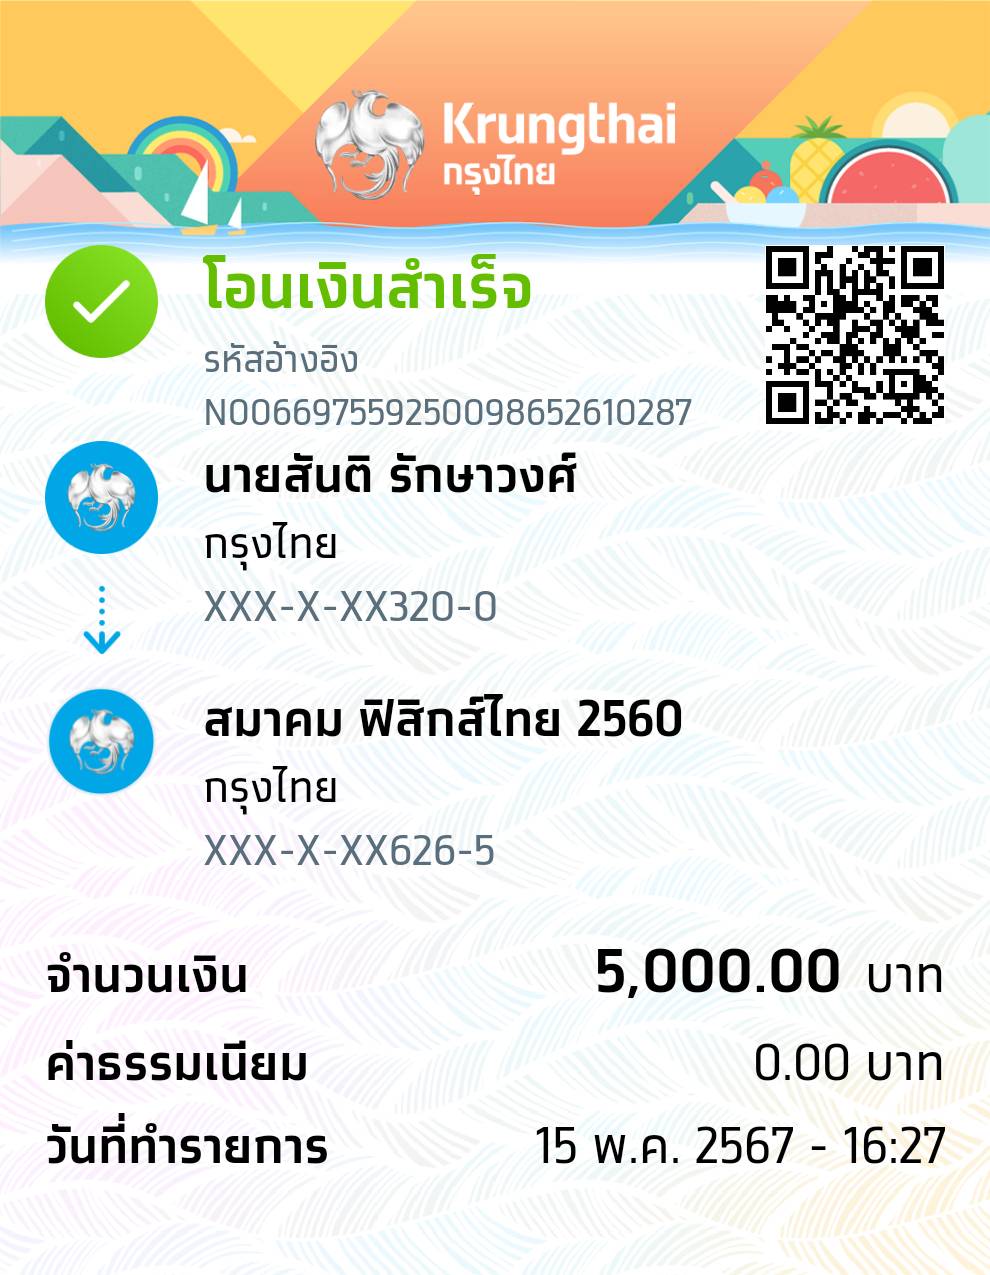 Krungthai
กรุงไทย
โอนเงินสำเร็จ
รหัสอ้างอิง
N006697559250098652610287
นายสันติ รักษาวงศ์
กรุงไทย
XXX-X-XX320-0
สมาคม ฟิสิกส์ไทย 2560
กรุงไทย
XXX-X-XX626-5
จำนวนเงิน 5,000.00 บาท
ค่าธรรมเนียม 0.00 บาท
วันที่ทำรายการ 15 พ.ค. 2567 - 16:27